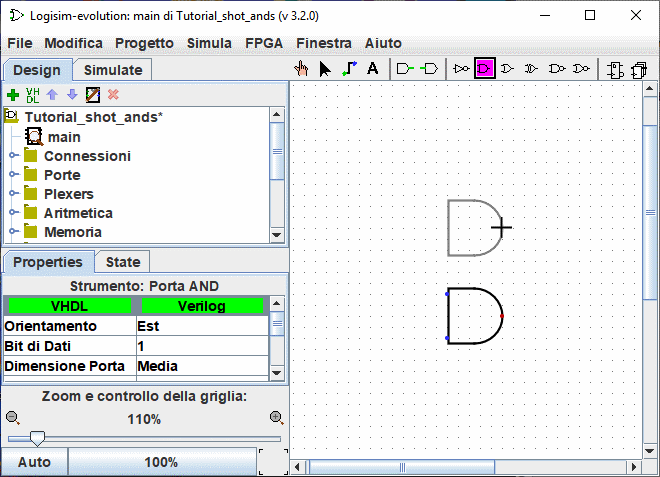 Logisim-evolution: main di Tutorial_shot_ands (v 3.2.0)
File Modifica Progetto Simula FPGA Finestra Aiuto
Design Simulate
A
VH
DL
Tutorial_shot_ands*
main
Connessioni
Porte
Plexers
Aritmetica
Memoria
Properties State
Strumento: Porta AND
VHDL Verilog
Orientamento Est
Bit di Dati 1
Dimensione Porta Media
Zoom e controllo della griglia:
110%
Auto 100%